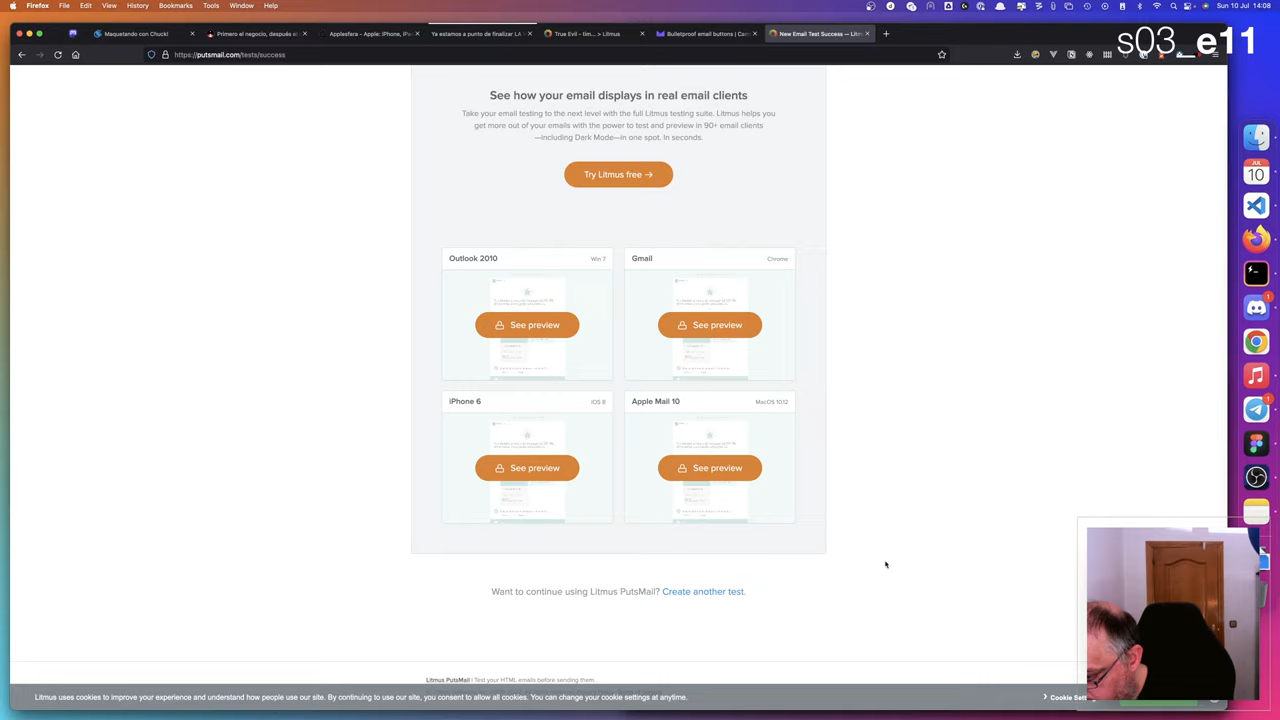 Firefox File Edit View History Bookmarks Tools Window Help
Sun 10 Jul 14:08
Maquetando con Chuck!
Primero el negocio, después el
Applesfera - Apple: iPhone, iPa
Ya estamos a punto de finalizar LA
True Evil - tim... > Litmus
Bulletproof email buttons | Cam
New Email Test Success — Litm
s03_e11
https://putsmail.com/tests/success
See how your email displays in real email clients
Take your email testing to the next level with the full Litmus testing suite. Litmus helps you
get more out of your emails with the power to test and preview in 90+ email clients
—including Dark Mode—in one spot. In seconds.
Try Litmus free →
Outlook 2010 Win 7
Gmail Chrome
See preview
See preview
iPhone 6 iOS 8
Apple Mail 10 MacOS 10.12
See preview
See preview
Want to continue using Litmus PutsMail? Create another test.
Litmus PutsMail | Test your HTML emails before sending them.
Litmus uses cookies to improve your experience and understand how people use our site. By continuing to use our site, you consent to allow all cookies. You can change your cookie settings at anytime.
Cookie Sett
JUL
10
1
1